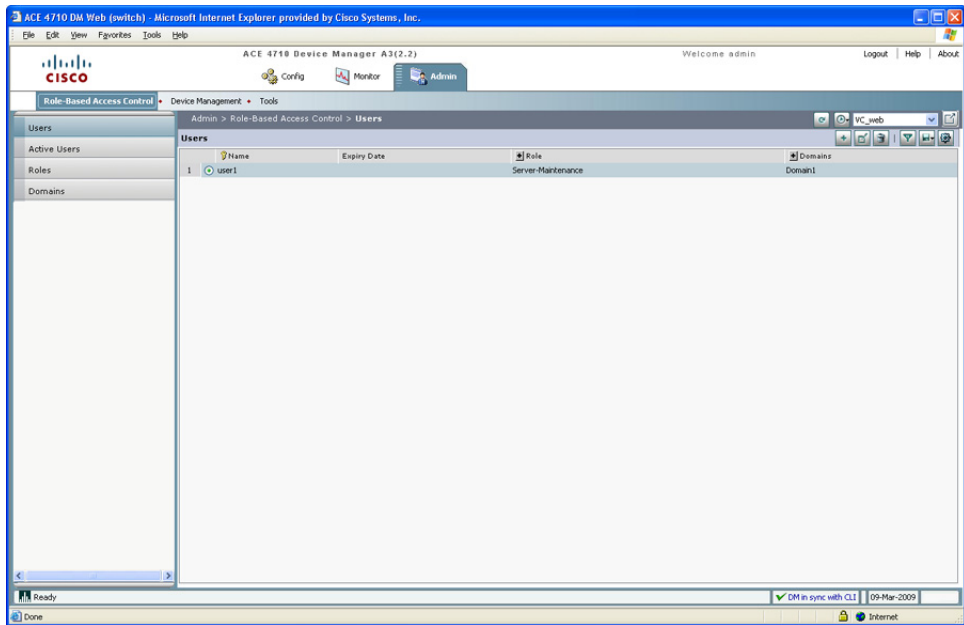 ACE 4710 DM Web (switch) - Microsoft Internet Explorer provided by Cisco Systems, Inc.
File Edit View Favorites Tools Help
CISCO
ACE 4710 Device Manager A3(2.2)
Welcome admin
Logout | Help | About
Config Monitor Admin
Role-Based Access Control Device Management Tools
Users
Active Users
Roles
Domains
Admin > Role-Based Access Control > Users
VC_web
Users
Name Expiry Date Role Domains
1 user1 Server-Maintenance Domain1
Ready
DM in sync with CLI 09-Mar-2009
Done
Internet